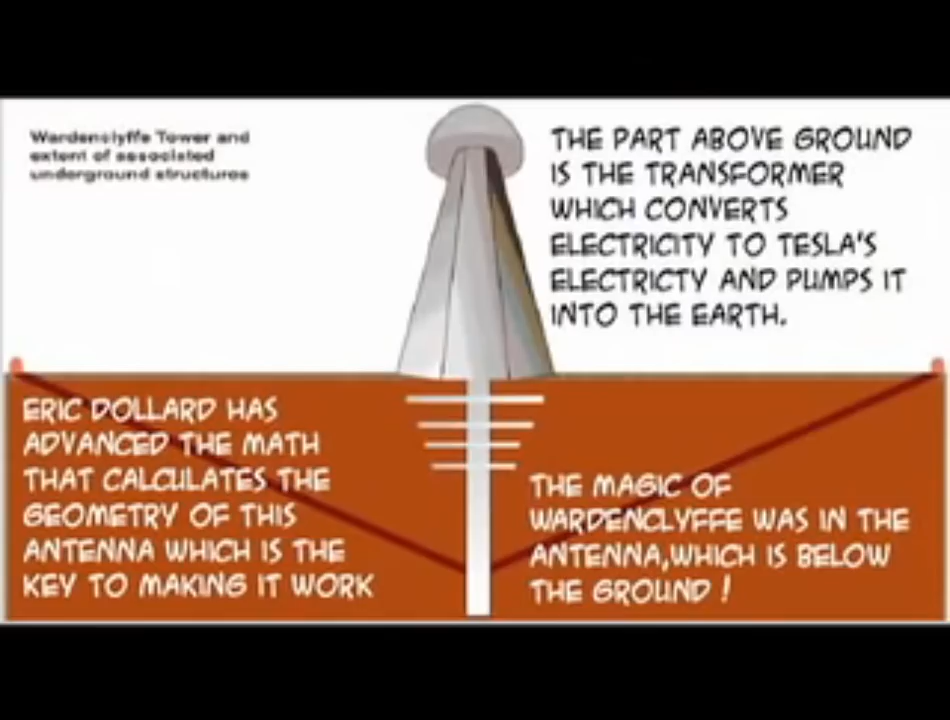 Wardenclyffe Tower and
extent of associated
underground structures
THE PART ABOVE GROUND
IS THE TRANSFORMER
WHICH CONVERTS
ELECTRICITY TO TESLA'S
ELECTRICTY AND PUMPS IT
INTO THE EARTH.
ERIC DOLLARD HAS
ADVANCED THE MATH
THAT CALCULATES THE
GEOMETRY OF THIS
ANTENNA WHICH IS THE
KEY TO MAKING IT WORK
THE MAGIC OF
WARDENCLYFFE WAS IN THE
ANTENNA,WHICH IS BELOW
THE GROUND !